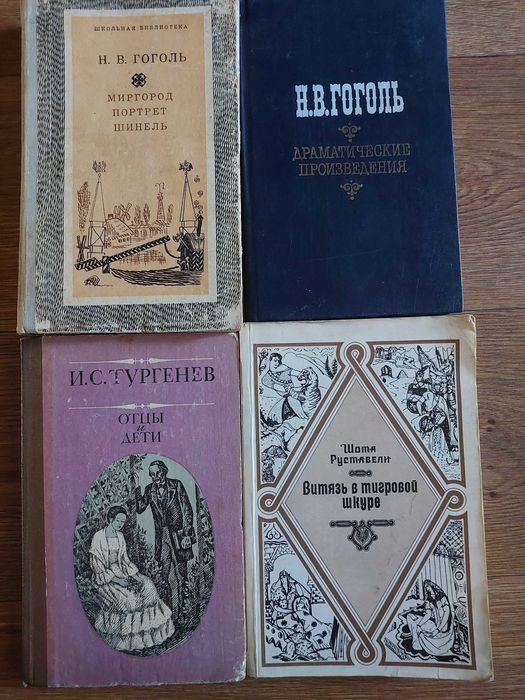 ШКОЛЬНАЯ БИБЛИОТЕКА
Н. В. ГОГОЛЬ
МИРГОРОД
ПОРТРЕТ
ШИНЕЛЬ
Н.В.ГОГОЛЬ
ДРАМАТИЧЕСКИЕ
ПРОИЗВЕДЕНИЯ
И.С.ТУРГЕНЕВ
ОТЦЫ
И
ДЕТИ
Шота
Руставели
Витязь в тигровой
шкуре